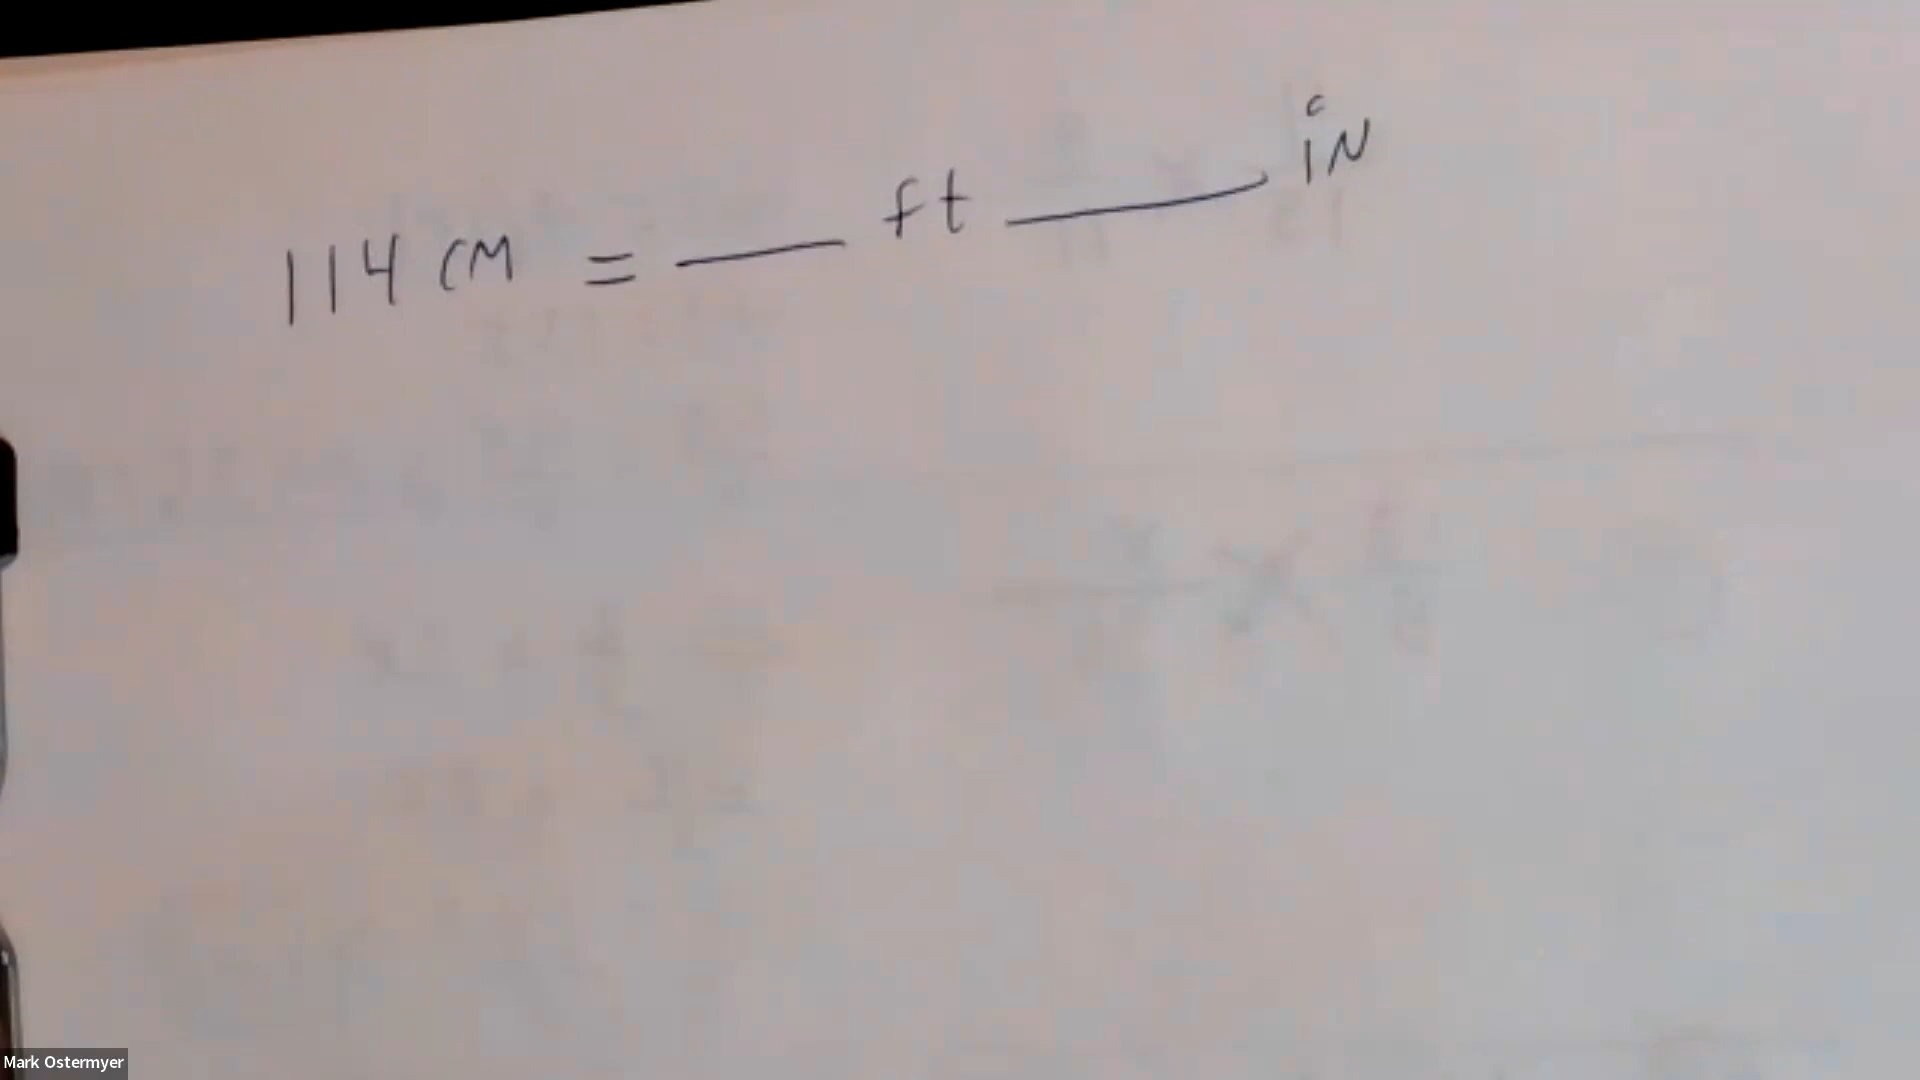 114 cm = ___ ft ___ in
Mark Ostermyer